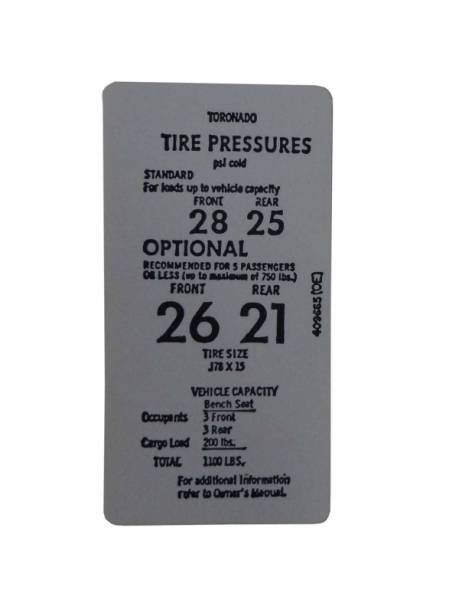 TORONADO
TIRE PRESSURES
psi cold
STANDARD
For loads up to vehicle capacity
FRONT REAR
28 25
OPTIONAL
RECOMMENDED FOR 5 PASSENGERS
OR LESS (up to maximum of 750 lbs.)
FRONT REAR
26 21
409665 (OE)
TIRE SIZE
J78 X 15
VEHICLE CAPACITY
Bench Seat
Occupants 3 Front
3 Rear
Cargo Load 200 lbs.
TOTAL 1100 LBS.
For additional Information
refer to Owner's Manual.